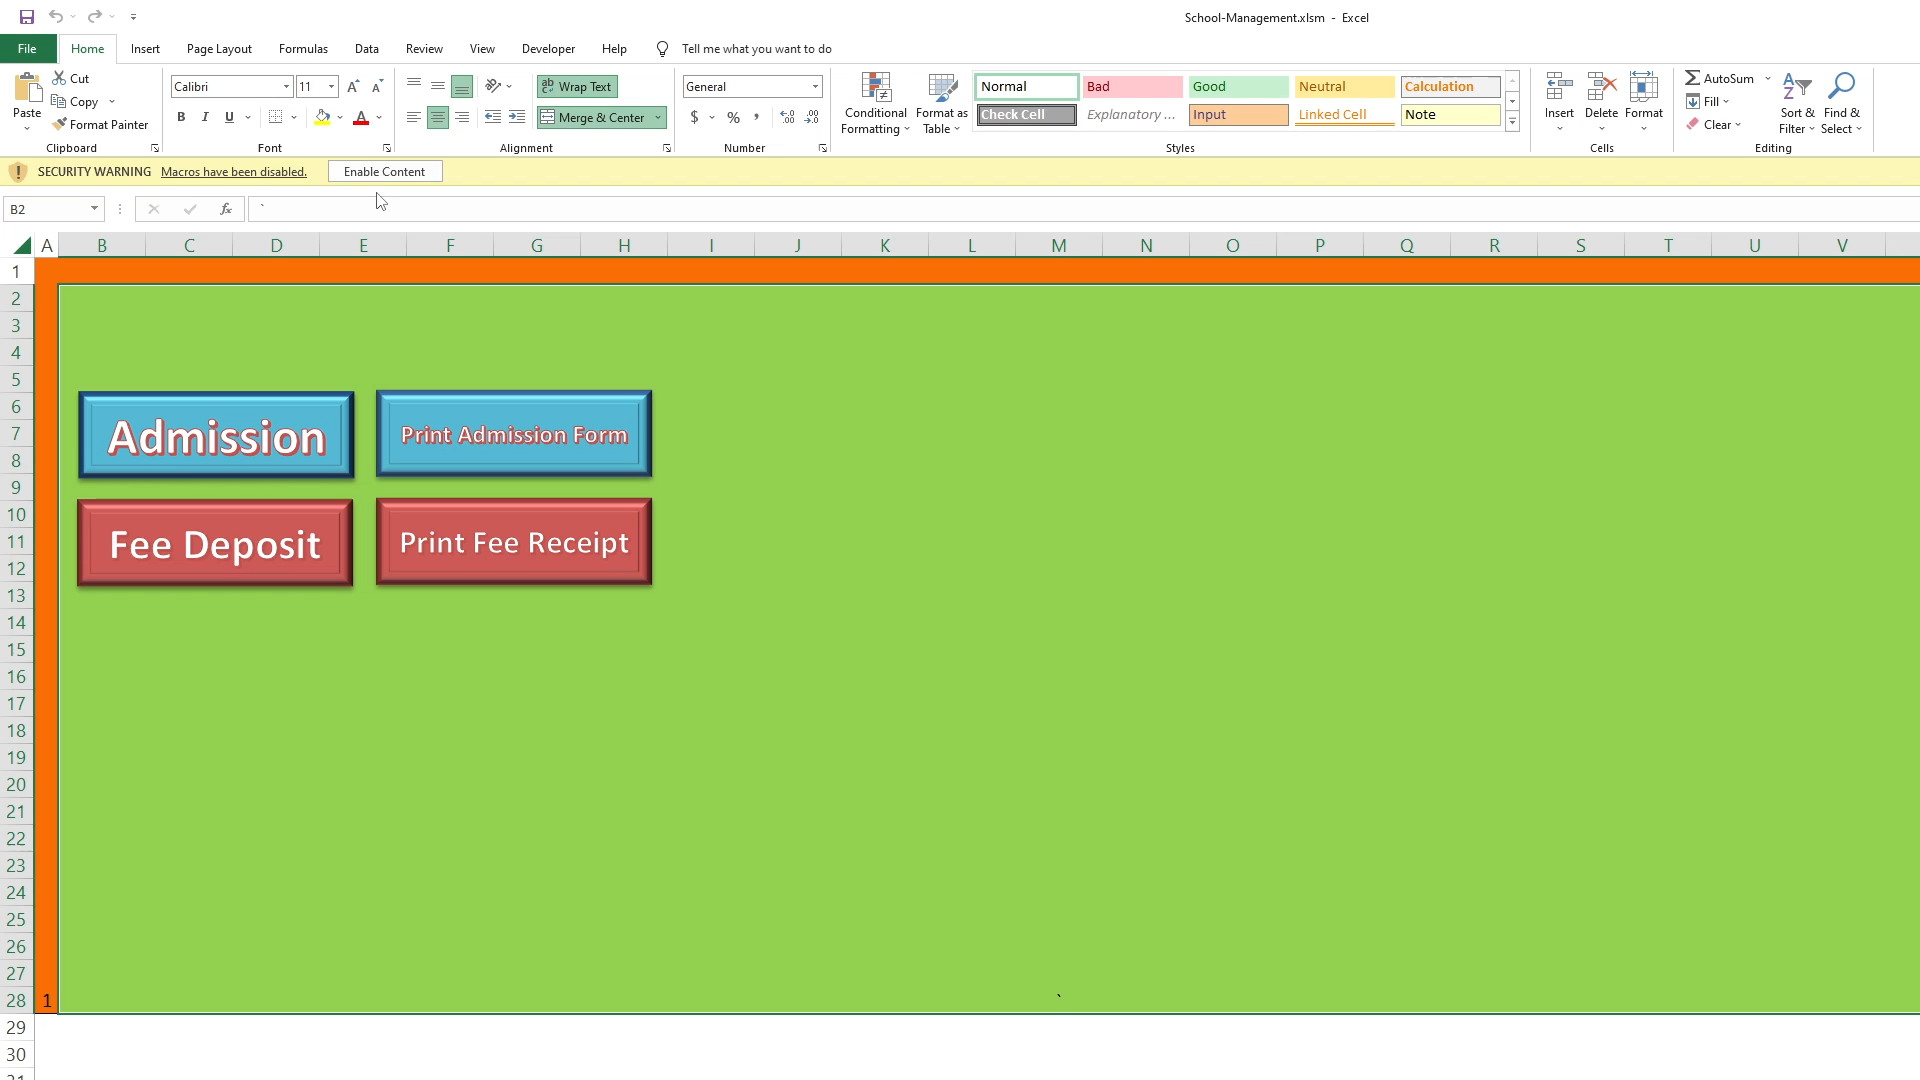 School-Management.xlsm - Excel
File Home Insert Page Layout Formulas Data Review View Developer Help Tell me what you want to do
Paste Cut Copy Format Painter
Clipboard
Calibri 11
B I U A
Font
ab Wrap Text
Merge & Center
Alignment
General
$ % , .00
Number
Conditional Formatting
Format as Table
Normal Bad Good Neutral Calculation
Check Cell Explanatory ... Input Linked Cell Note
Styles
Insert Delete Format
Cells
AutoSum
Fill
Clear
Sort & Filter
Find & Select
Editing
SECURITY WARNING Macros have been disabled. Enable Content
B2 fx `
A B C D E F G H I J K L M N O P Q R S T U V
1
2
3
4
5
6
7
8
9
10
11
12
13
14
15
16
17
18
19
20
21
22
23
24
25
26
27
28 1 `
29
30
31
Admission Print Admission Form
Fee Deposit Print Fee Receipt